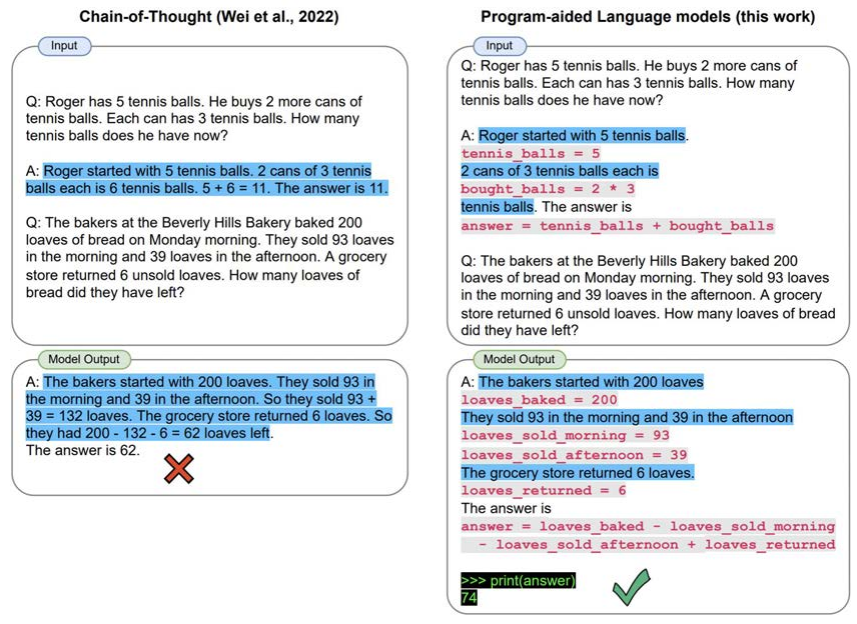 Chain-of-Thought (Wei et al., 2022)
Input
Q: Roger has 5 tennis balls. He buys 2 more cans of
tennis balls. Each can has 3 tennis balls. How many
tennis balls does he have now?
A: Roger started with 5 tennis balls. 2 cans of 3 tennis
balls each is 6 tennis balls. 5 + 6 = 11. The answer is 11.
Q: The bakers at the Beverly Hills Bakery baked 200
loaves of bread on Monday morning. They sold 93 loaves
in the morning and 39 loaves in the afternoon. A grocery
store returned 6 unsold loaves. How many loaves of
bread did they have left?
Model Output
A: The bakers started with 200 loaves. They sold 93 in
the morning and 39 in the afternoon. So they sold 93 +
39 = 132 loaves. The grocery store returned 6 loaves. So
they had 200 - 132 - 6 = 62 loaves left.
The answer is 62.
Program-aided Language models (this work)
Input
Q: Roger has 5 tennis balls. He buys 2 more cans of
tennis balls. Each can has 3 tennis balls. How many
tennis balls does he have now?
A: Roger started with 5 tennis balls.
tennis_balls = 5
2 cans of 3 tennis balls each is
bought_balls = 2 * 3
tennis balls. The answer is
answer = tennis_balls + bought_balls
Q: The bakers at the Beverly Hills Bakery baked 200
loaves of bread on Monday morning. They sold 93 loaves
in the morning and 39 loaves in the afternoon. A grocery
store returned 6 unsold loaves. How many loaves of bread
did they have left?
Model Output
A: The bakers started with 200 loaves
loaves_baked = 200
They sold 93 in the morning and 39 in the afternoon
loaves_sold_morning = 93
loaves_sold_afternoon = 39
The grocery store returned 6 loaves.
loaves_returned = 6
The answer is
answer = loaves_baked - loaves_sold_morning
- loaves_sold_afternoon + loaves_returned
>>> print(answer)
74